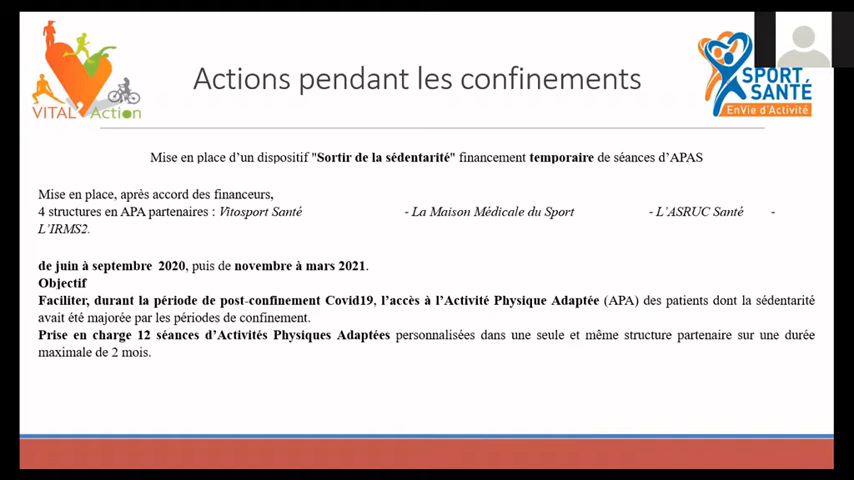 Actions pendant les confinements
VITAL Action
SPORT
SANTÉ
EnVie d'Activité
Mise en place d'un dispositif "Sortir de la sédentarité" financement temporaire de séances d'APAS
Mise en place, après accord des financeurs,
4 structures en APA partenaires : Vitosport Santé - La Maison Médicale du Sport - L'ASRUC Santé -
L'IRMS2.
de juin à septembre 2020, puis de novembre à mars 2021.
Objectif
Faciliter, durant la période de post-confinement Covid19, l'accès à l'Activité Physique Adaptée (APA) des patients dont la sédentarité
avait été majorée par les périodes de confinement.
Prise en charge 12 séances d'Activités Physiques Adaptées personnalisées dans une seule et même structure partenaire sur une durée
maximale de 2 mois.